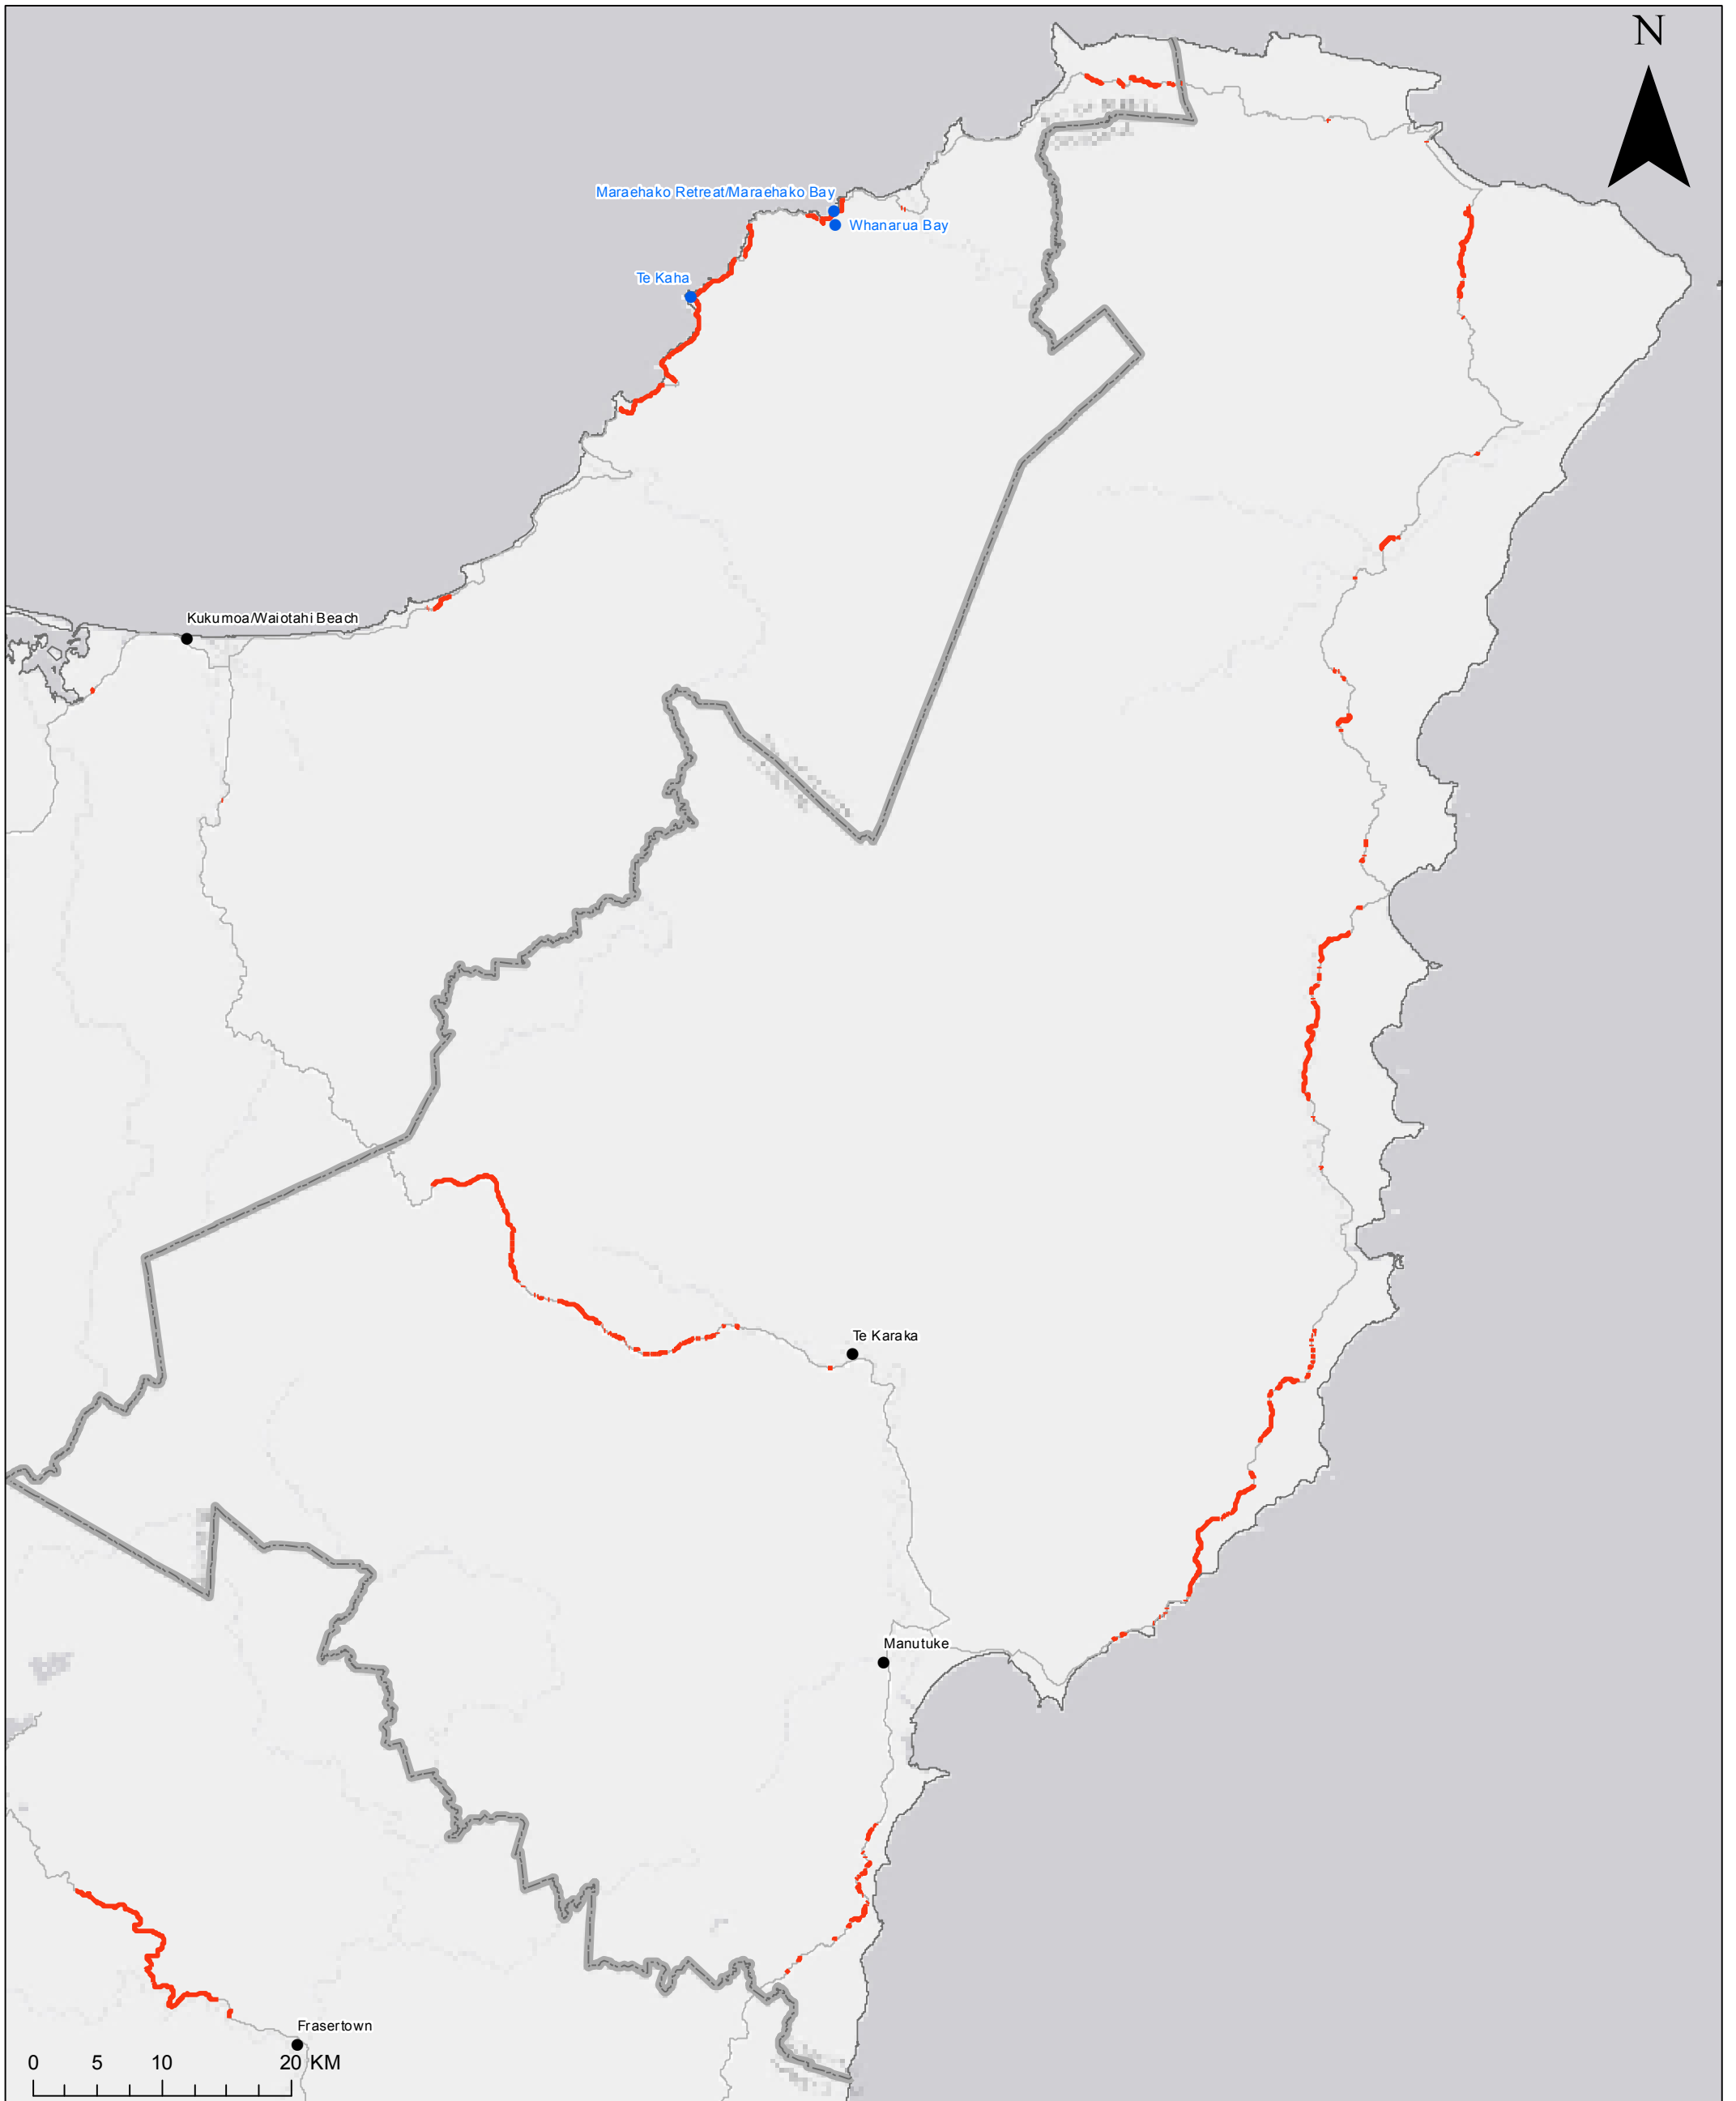 N
Maraehako Retreat/Maraehako Bay
Whanarua Bay
Te Kaha
Kukumoa/Waiotahi Beach
Te Karaka
Manutuke
Frasertown
0 5 10 20 KM